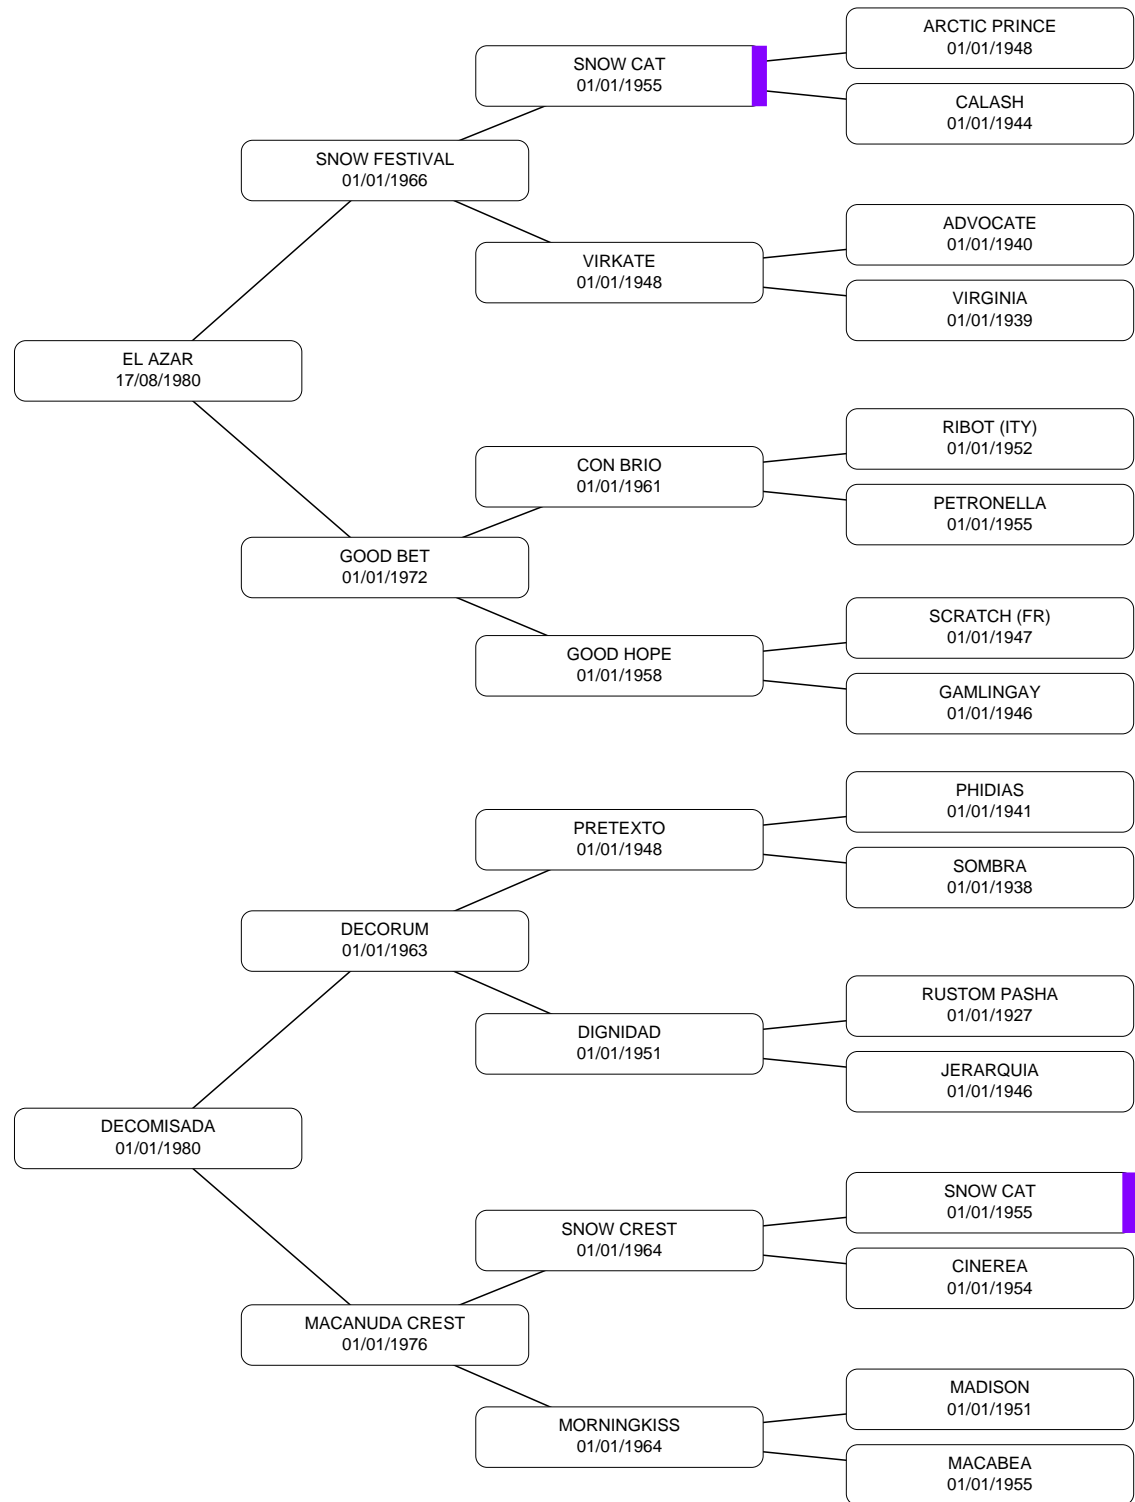 ARCTIC PRINCE
01/01/1948
SNOW CAT
01/01/1955
CALASH
01/01/1944
SNOW FESTIVAL
01/01/1966
ADVOCATE
01/01/1940
VIRKATE
01/01/1948
VIRGINIA
01/01/1939
EL AZAR
17/08/1980
RIBOT (ITY)
01/01/1952
CON BRIO
01/01/1961
PETRONELLA
01/01/1955
GOOD BET
01/01/1972
SCRATCH (FR)
01/01/1947
GOOD HOPE
01/01/1958
GAMLINGAY
01/01/1946
PHIDIAS
01/01/1941
PRETEXTO
01/01/1948
SOMBRA
01/01/1938
DECORUM
01/01/1963
RUSTOM PASHA
01/01/1927
DIGNIDAD
01/01/1951
JERARQUIA
01/01/1946
DECOMISADA
01/01/1980
SNOW CAT
01/01/1955
SNOW CREST
01/01/1964
CINEREA
01/01/1954
MACANUDA CREST
01/01/1976
MADISON
01/01/1951
MORNINGKISS
01/01/1964
MACABEA
01/01/1955